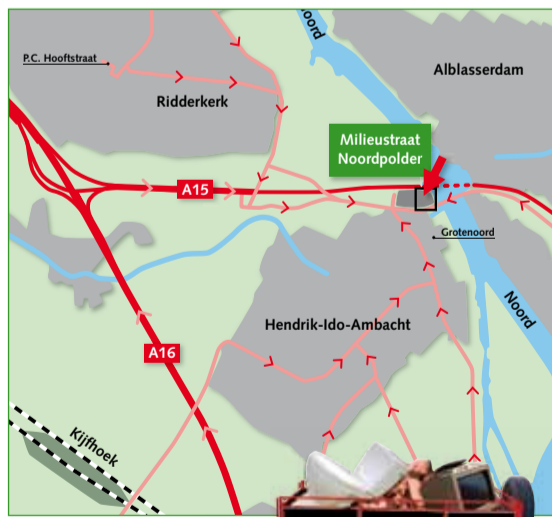 Noord
P.C. Hooftstraat
Ridderkerk
Alblasserdam
Milieustraat
Noordpolder
A15
Grotenoord
Noord
Hendrik-Ido-Ambacht
A16
Kijfhoek